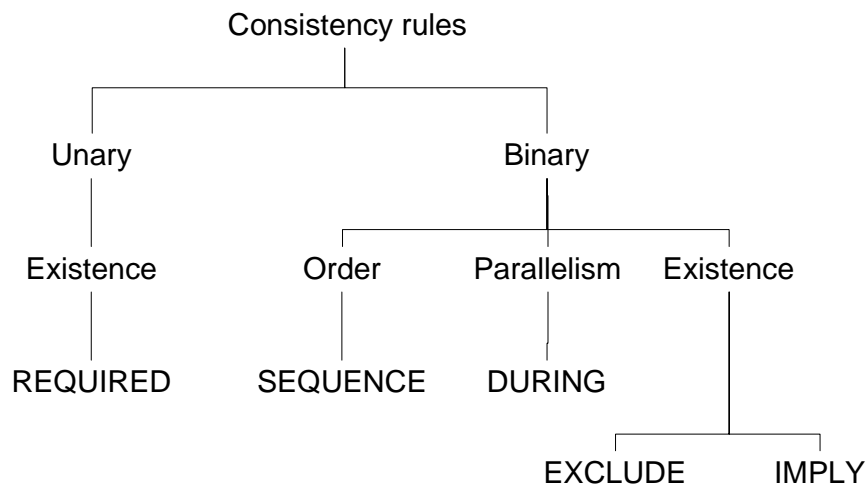 Consistency rules
Unary
Binary
Existence
Order
Parallelism
Existence
REQUIRED
SEQUENCE
DURING
EXCLUDE
IMPLY